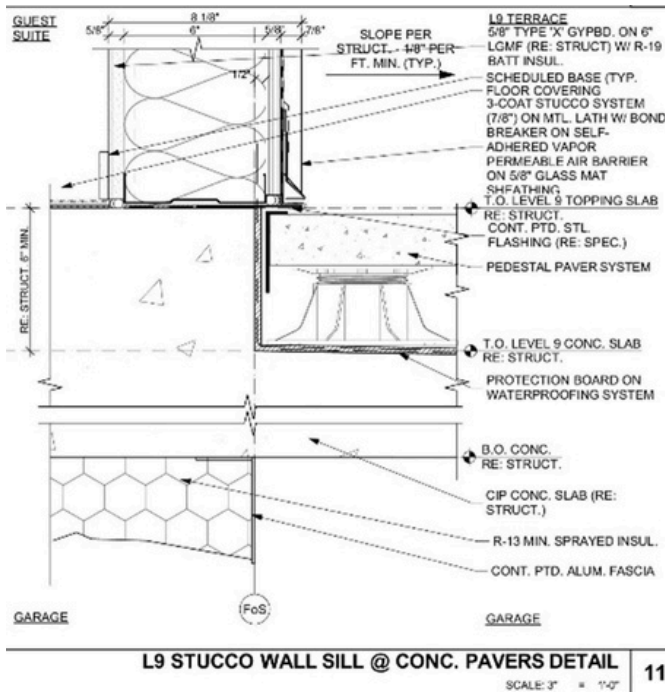 GUEST
SUITE
8 1/8"
5/8"
6"
5/8"
7/8"
1/2"
SLOPE PER
STRUCT. - 1/8" PER
FT. MIN. (TYP.)
L9 TERRACE
5/8" TYPE 'X' GYPBD. ON 6"
LGMF (RE: STRUCT) W/ R-19
BATT INSUL.
SCHEDULED BASE (TYP.
FLOOR COVERING
3-COAT STUCCO SYSTEM
(7/8") ON MTL. LATH W/ BOND
BREAKER ON SELF-
ADHERED VAPOR
PERMEABLE AIR BARRIER
ON 5/8" GLASS MAT
SHEATHING
T.O. LEVEL 9 TOPPING SLAB
RE: STRUCT.
CONT. PTD. STL.
FLASHING (RE: SPEC.)
PEDESTAL PAVER SYSTEM
RE: STRUCT. 6" MIN.
T.O. LEVEL 9 CONC. SLAB
RE: STRUCT.
PROTECTION BOARD ON
WATERPROOFING SYSTEM
B.O. CONC.
RE: STRUCT.
CIP CONC. SLAB (RE:
STRUCT.)
R-13 MIN. SPRAYED INSUL.
CONT. PTD. ALUM. FASCIA
GARAGE
FoS
GARAGE
L9 STUCCO WALL SILL @ CONC. PAVERS DETAIL
11
SCALE: 3" = 1'-0"